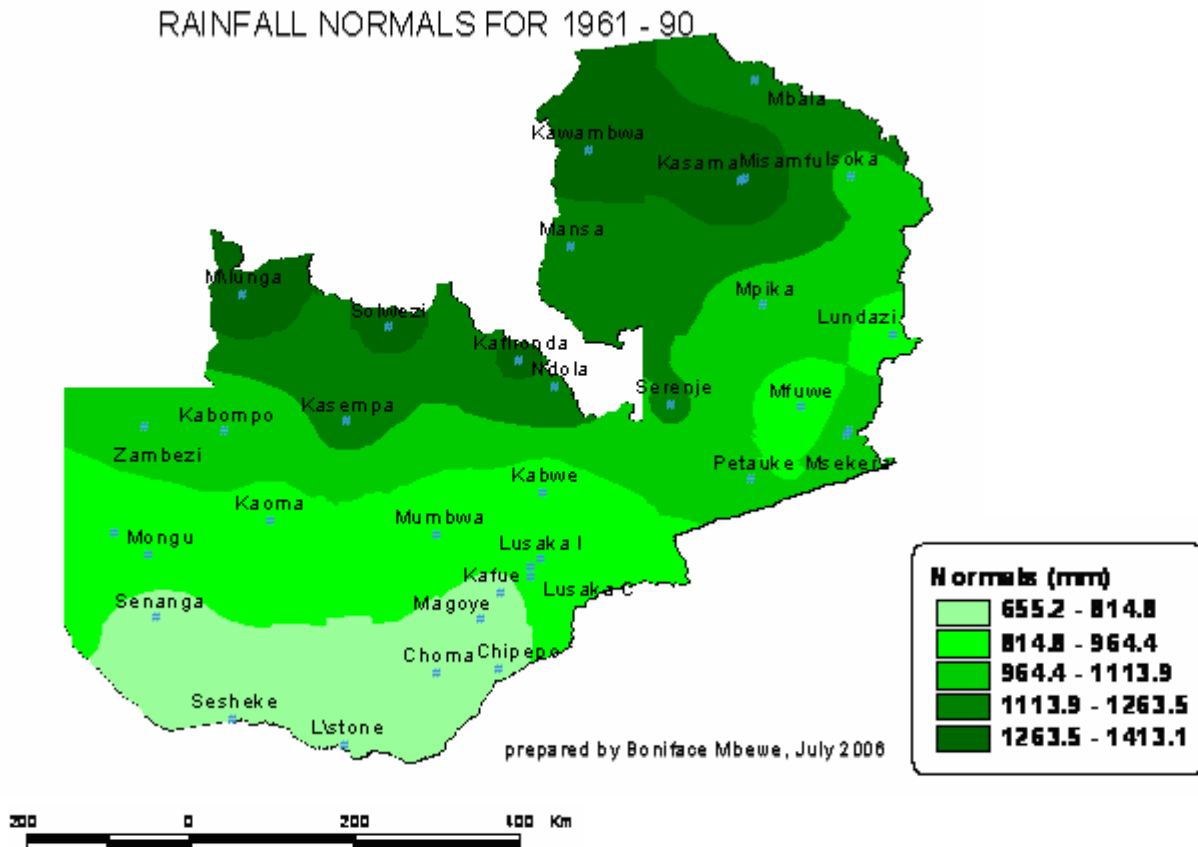 RAINFALL NORMALS FOR 1961 - 90
Mbala
Kawambwa
Kasama Misamfu Isoka
Mansa
M\lunga
Mpika
Solwezi
Lundazi
Kafironda
Ndola
Serenje
Mfuwe
Kasempa
Kabompo
Zambezi
Petauke
Msekera
Kabwe
Kaoma
Mumbwa
Mongu
Lusaka I
Kafue
Lusaka C
Senanga
Magoye
Choma
Chipepo
Sesheke
L\stone
Normals (mm)
655.2 - 814.8
814.8 - 964.4
964.4 - 1113.9
1113.9 - 1263.5
1263.5 - 1413.1
prepared by Boniface Mbewe, July 2006
200 0 200 400 Km